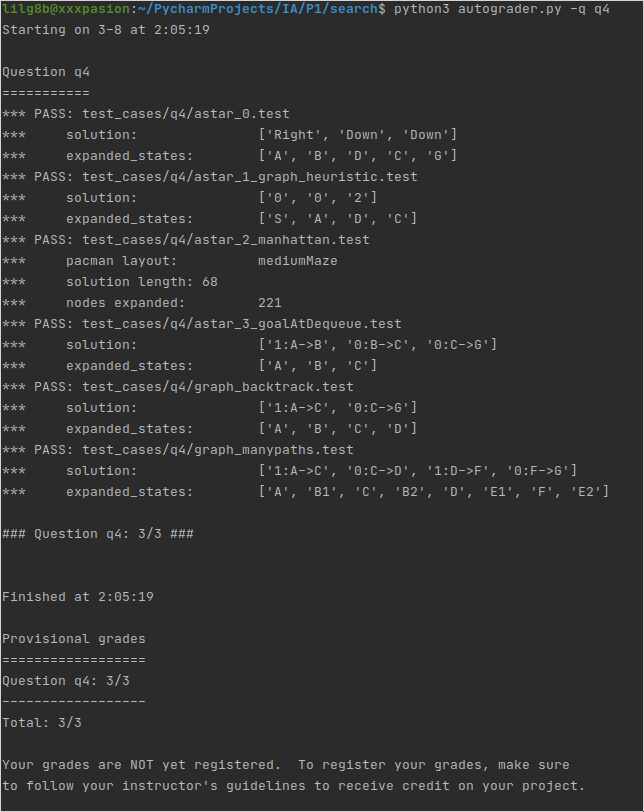 lilg8b@xxxpasion:~/PycharmProjects/IA/P1/search$ python3 autograder.py -q q4
Starting on 3-8 at 2:05:19
Question q4
===========
*** PASS: test_cases/q4/astar_0.test
***     solution:               ['Right', 'Down', 'Down']
***     expanded_states:        ['A', 'B', 'D', 'C', 'G']
*** PASS: test_cases/q4/astar_1_graph_heuristic.test
***     solution:               ['0', '0', '2']
***     expanded_states:        ['S', 'A', 'D', 'C']
*** PASS: test_cases/q4/astar_2_manhattan.test
***     pacman layout:          mediumMaze
***     solution length: 68
***     nodes expanded:         221
*** PASS: test_cases/q4/astar_3_goalAtDequeue.test
***     solution:               ['1:A->B', '0:B->C', '0:C->G']
***     expanded_states:        ['A', 'B', 'C']
*** PASS: test_cases/q4/graph_backtrack.test
***     solution:               ['1:A->C', '0:C->G']
***     expanded_states:        ['A', 'B', 'C', 'D']
*** PASS: test_cases/q4/graph_manypaths.test
***     solution:               ['1:A->C', '0:C->D', '1:D->F', '0:F->G']
***     expanded_states:        ['A', 'B1', 'C', 'B2', 'D', 'E1', 'F', 'E2']
### Question q4: 3/3 ###
Finished at 2:05:19
Provisional grades
==================
Question q4: 3/3
------------------
Total: 3/3
Your grades are NOT yet registered.  To register your grades, make sure
to follow your instructor's guidelines to receive credit on your project.